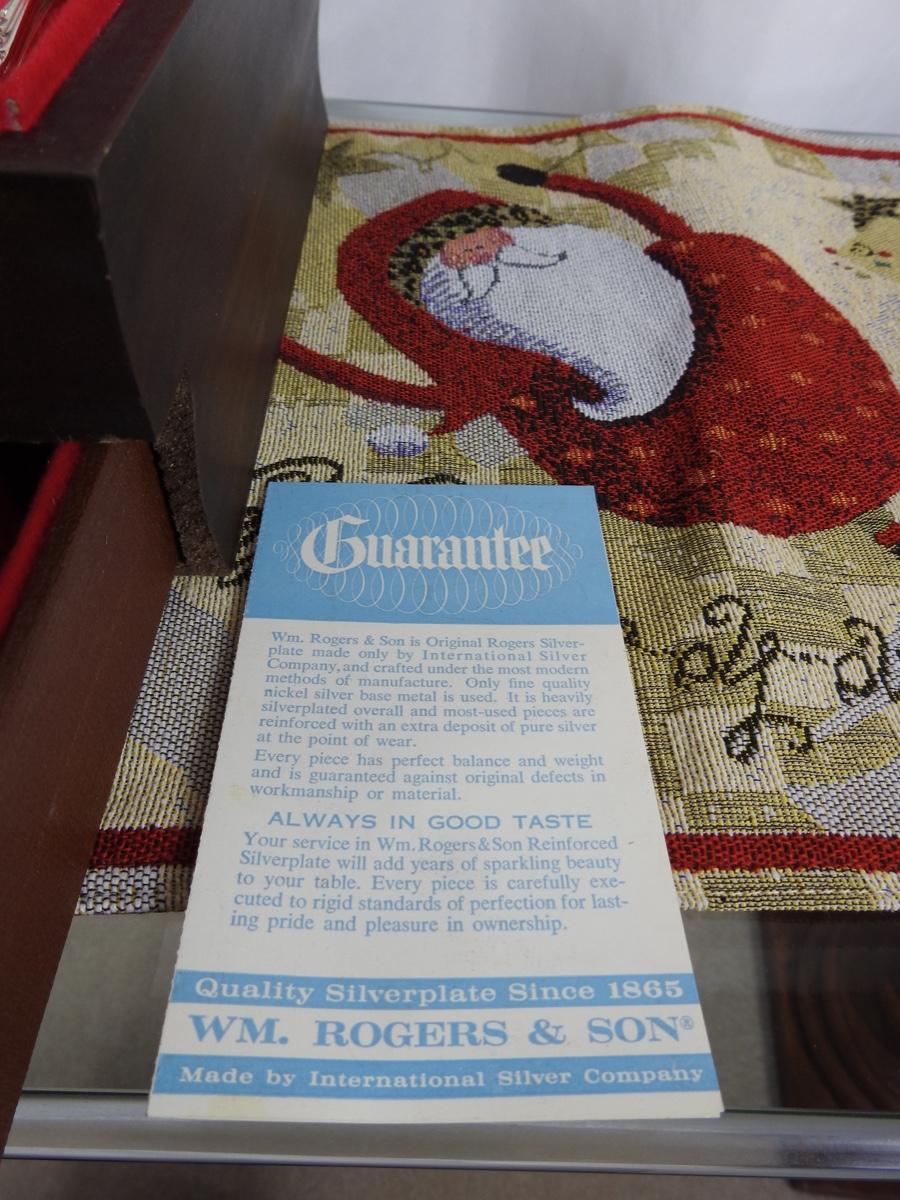 Guarantee
Wm. Rogers & Son is Original Rogers Silver-
plate made only by International Silver
Company, and crafted under the most modern
methods of manufacture. Only fine quality
nickel silver base metal is used. It is heavily
silverplated overall and most-used pieces are
reinforced with an extra deposit of pure silver
at the point of wear.
Every piece has perfect balance and weight
and is guaranteed against original defects in
workmanship or material.
ALWAYS IN GOOD TASTE
Your service in Wm. Rogers & Son Reinforced
Silverplate will add years of sparkling beauty
to your table. Every piece is carefully exe-
cuted to rigid standards of perfection for last-
ing pride and pleasure in ownership.
Quality Silverplate Since 1865
WM. ROGERS & SON®
Made by International Silver Company